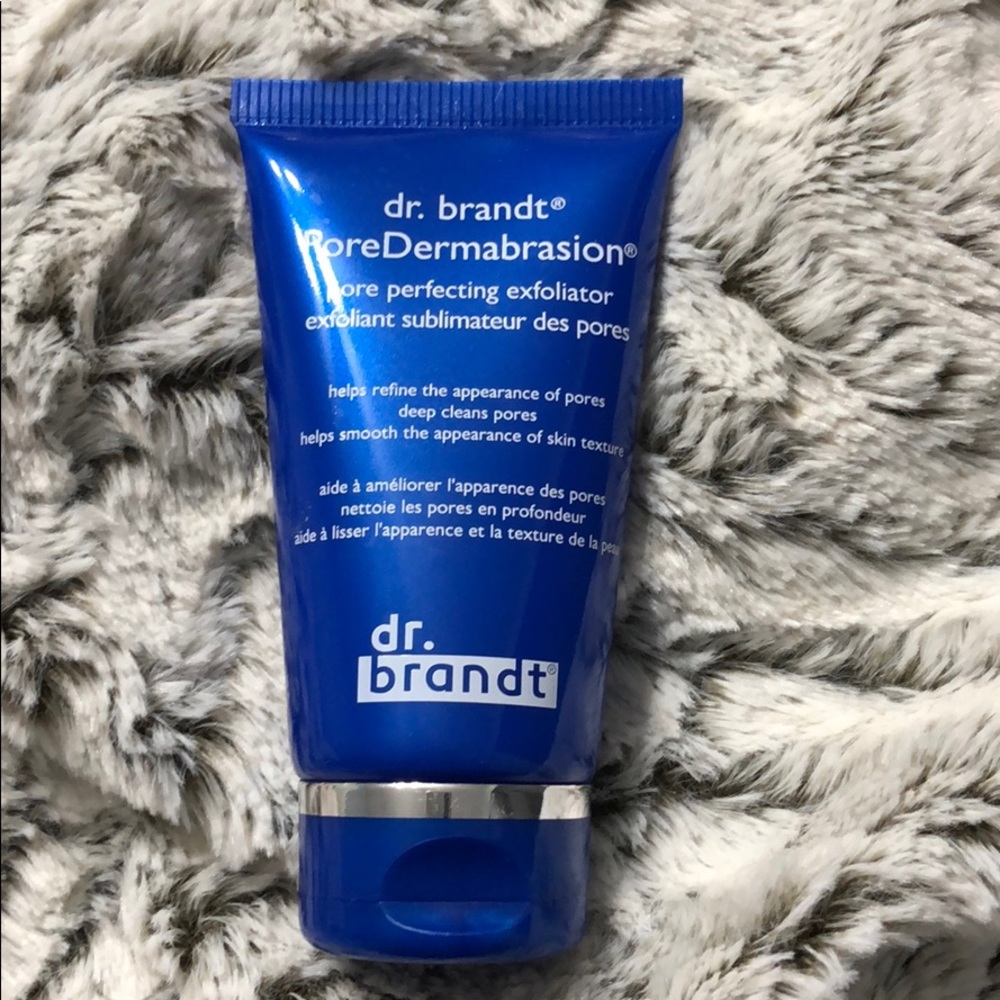 dr. brandt®
PoreDermabrasion®
pore perfecting exfoliator
exfoliant sublimateur des pores
helps refine the appearance of pores
deep cleans pores
helps smooth the appearance of skin texture
aide à améliorer l'apparence des pores
nettoie les pores en profondeur
aide à lisser l'apparence et la texture de la peau
dr.
brandt®